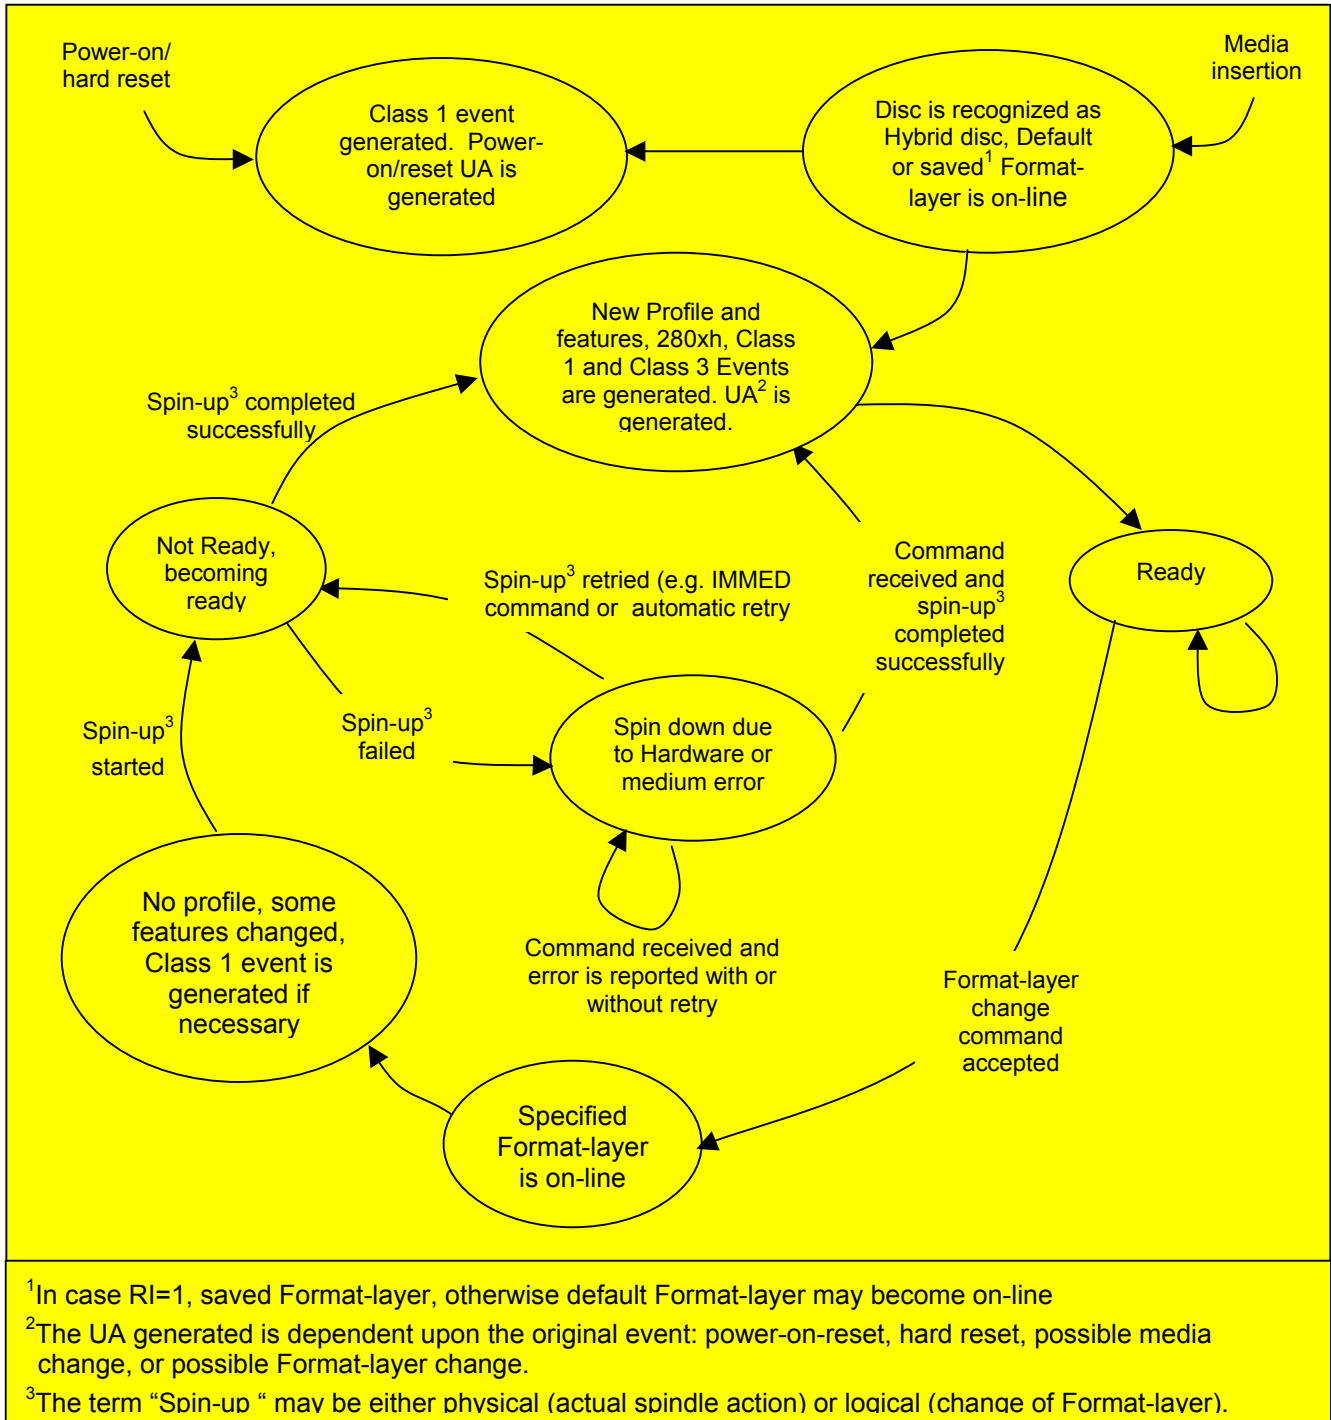 Power-on/
hard reset
Media
insertion
Class 1 event
generated.  Power-
on/reset UA is
generated
Disc is recognized as
Hybrid disc, Default
or saved1 Format-
layer is on-line
New Profile and
features, 280xh, Class
1 and Class 3 Events
are generated. UA2 is
generated.
Spin-up3 completed
successfully
Not Ready,
becoming
ready
Spin-up3 retried (e.g. IMMED
command or  automatic retry
Command
received and
spin-up3
completed
successfully
Ready
Spin-up3
started
Spin-up3
failed
Spin down due
to Hardware or
medium error
No profile, some
features changed,
Class 1 event is
generated if
necessary
Command received and
error is reported with or
without retry
Format-layer
change
command
accepted
Specified
Format-layer
is on-line
1In case RI=1, saved Format-layer, otherwise default Format-layer may become on-line
2The UA generated is dependent upon the original event: power-on-reset, hard reset, possible media
change, or possible Format-layer change.
3The term “Spin-up “ may be either physical (actual spindle action) or logical (change of Format-layer).